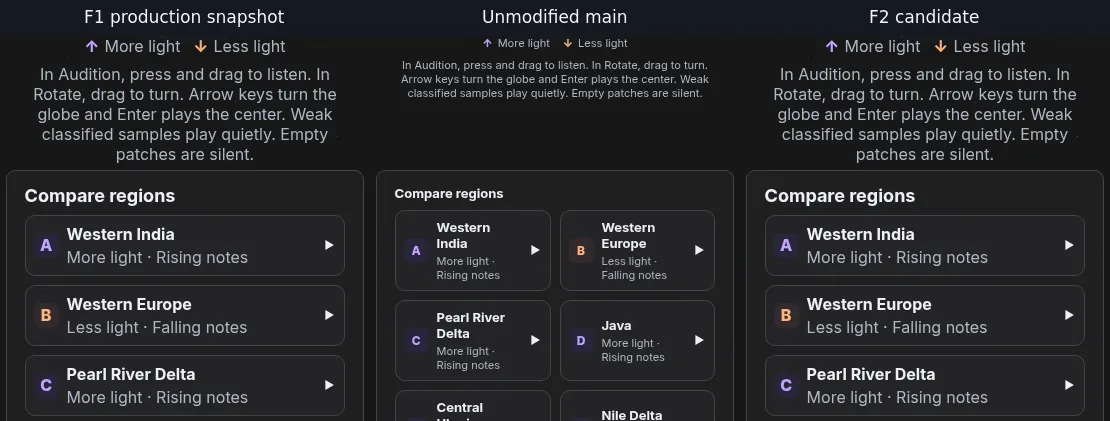 F1 production snapshot
↑ More light ↓ Less light
In Audition, press and drag to listen. In
Rotate, drag to turn. Arrow keys turn the
globe and Enter plays the center. Weak
classified samples play quietly. Empty
patches are silent.
Compare regions
A Western India
More light · Rising notes
B Western Europe
Less light · Falling notes
C Pearl River Delta
More light · Rising notes
Unmodified main
↑ More light ↓ Less light
In Audition, press and drag to listen. In Rotate, drag to turn.
Arrow keys turn the globe and Enter plays the center. Weak
classified samples play quietly. Empty patches are silent.
Compare regions
A Western
India
More light ·
Rising notes
B Western
Europe
Less light ·
Falling notes
C Pearl River
Delta
More light ·
Rising notes
D Java
More light ·
Rising notes
Central
Nile Delta
F2 candidate
↑ More light ↓ Less light
In Audition, press and drag to listen. In
Rotate, drag to turn. Arrow keys turn the
globe and Enter plays the center. Weak
classified samples play quietly. Empty
patches are silent.
Compare regions
A Western India
More light · Rising notes
B Western Europe
Less light · Falling notes
C Pearl River Delta
More light · Rising notes